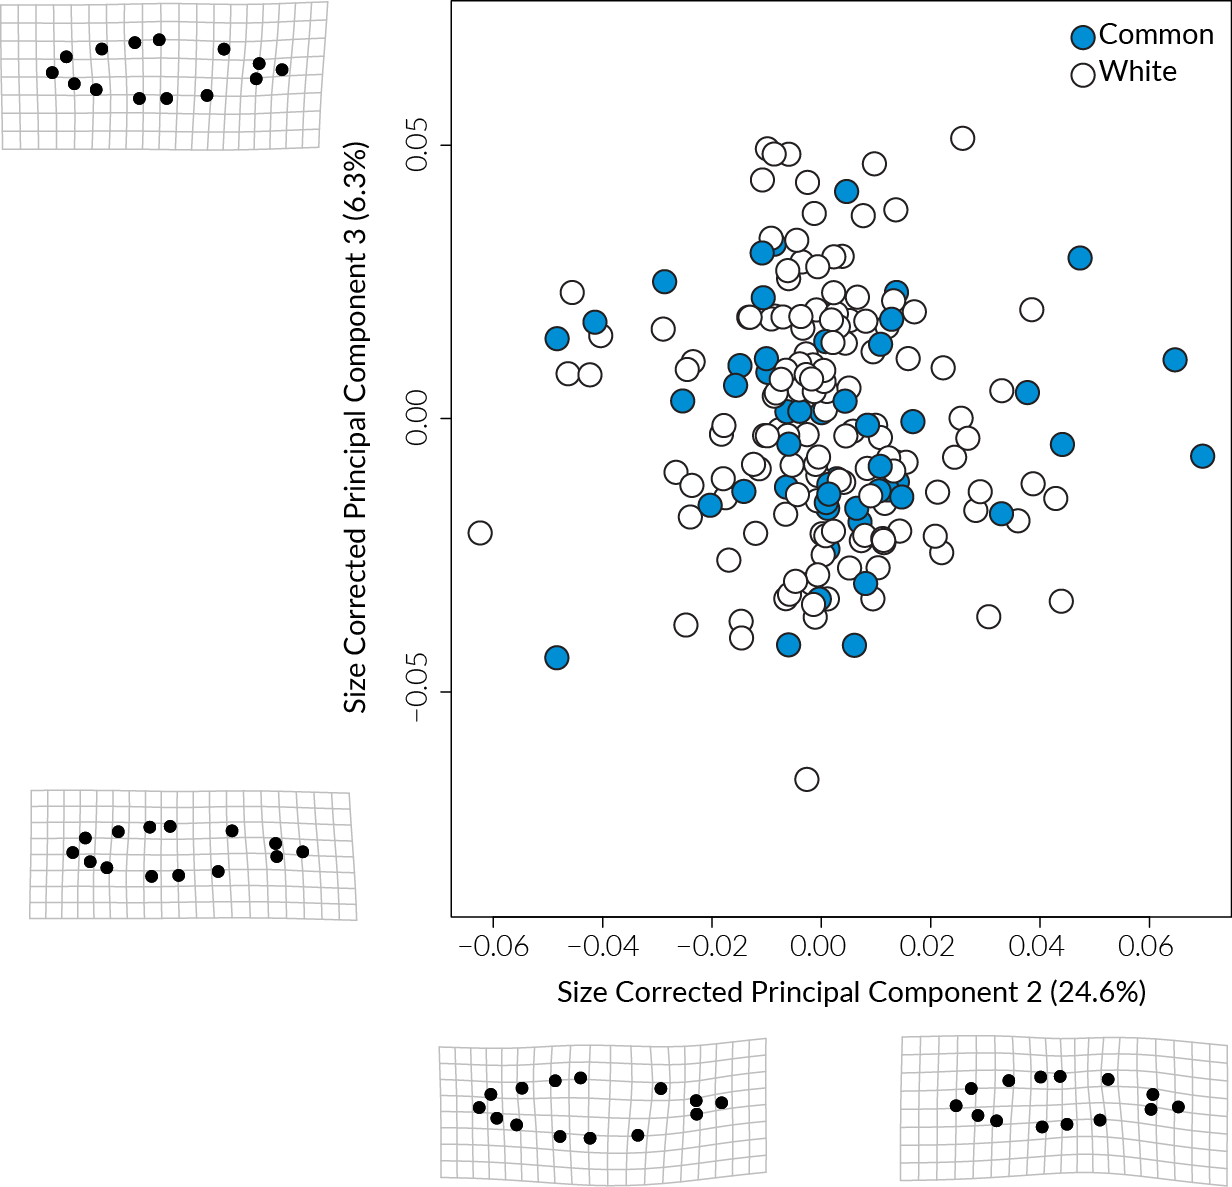 Common
White
0.05
0.00
−0.05
Size Corrected Principal Component 3 (6.3%)
−0.06 −0.04 −0.02 0.00 0.02 0.04 0.06
Size Corrected Principal Component 2 (24.6%)